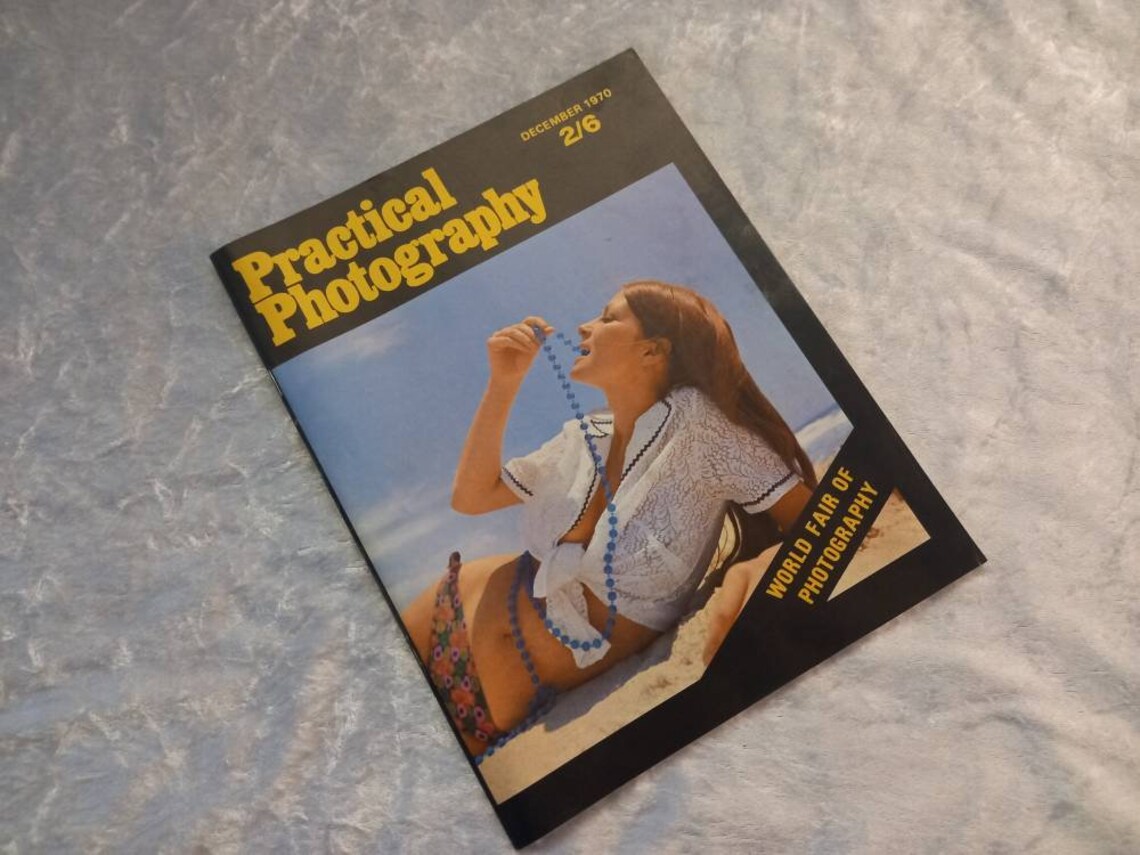 DECEMBER 1970
2/6
Practical
Photography
WORLD FAIR OF
PHOTOGRAPHY